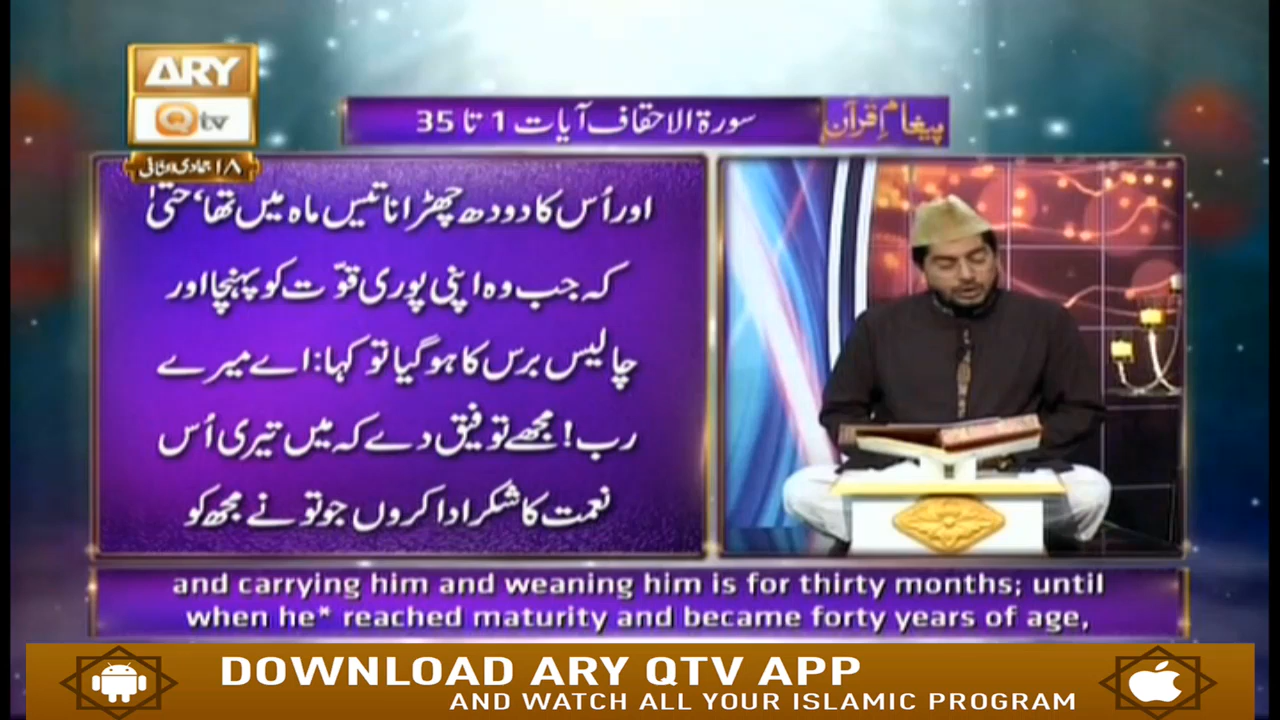 ARY
Qtv
۱۸ جمادی الثانی
پیغامِ قرآن
سورة الاحقاف آیات 1 تا 35
اور اُس کا دودھ چھڑانا تیس ماہ میں تھا، حتیٰ
کہ جب وہ اپنی پوری قوّت کو پہنچا اور
چالیس برس کا ہو گیا تو کہا: اے میرے
رب! مجھے توفیق دے کہ میں تیری اُس
نعمت کا شکر ادا کروں جو تو نے مجھ کو
and carrying him and weaning him is for thirty months; until
when he* reached maturity and became forty years of age,
DOWNLOAD ARY QTV APP
AND WATCH ALL YOUR ISLAMIC PROGRAM